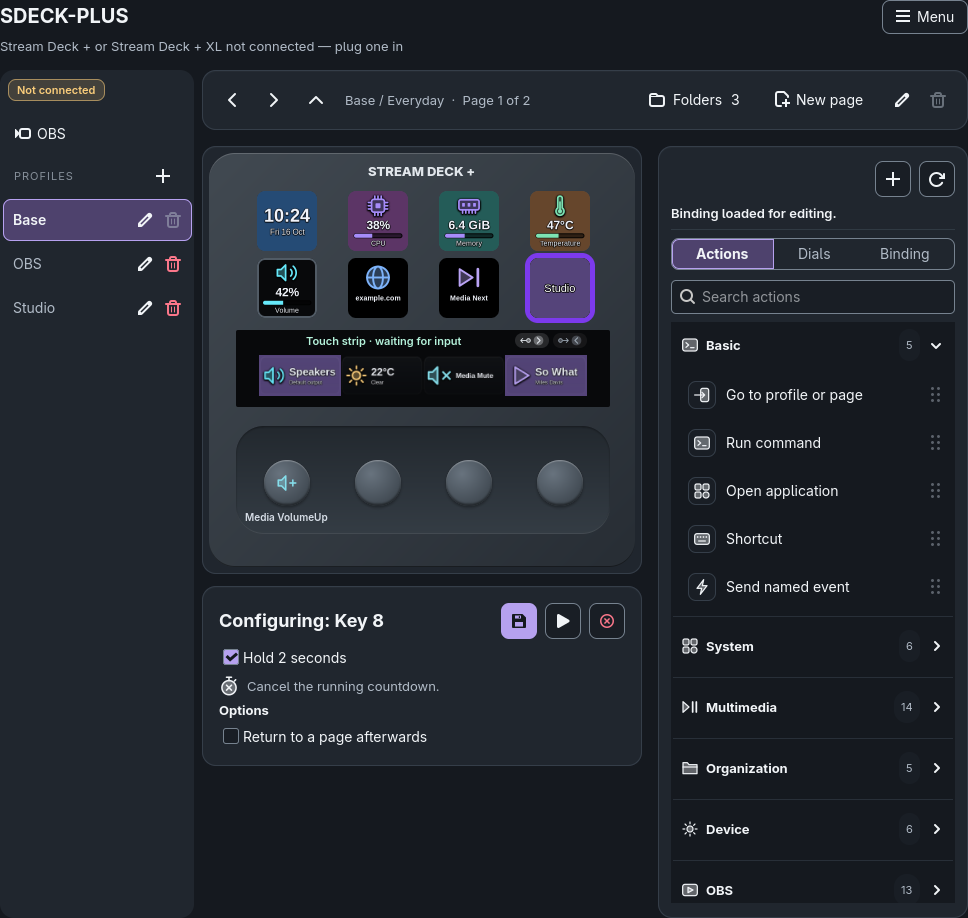 SDECK-PLUS
Menu
Stream Deck + or Stream Deck + XL not connected — plug one in
Not connected
OBS
PROFILES
Base
OBS
Studio
Base / Everyday · Page 1 of 2
Folders 3
New page
STREAM DECK +
10:24
Fri 16 Oct
38%
CPU
6.4 GiB
Memory
47°C
Temperature
42%
Volume
example.com
Media Next
Studio
Touch strip · waiting for input
Speakers
Default output
22°C
Clear
Media Mute
So What
Miles Davis
Media VolumeUp
Configuring: Key 8
Hold 2 seconds
Cancel the running countdown.
Options
Return to a page afterwards
Binding loaded for editing.
Actions Dials Binding
Search actions
Basic 5
Go to profile or page
Run command
Open application
Shortcut
Send named event
System 6
Multimedia 14
Organization 5
Device 6
OBS 13